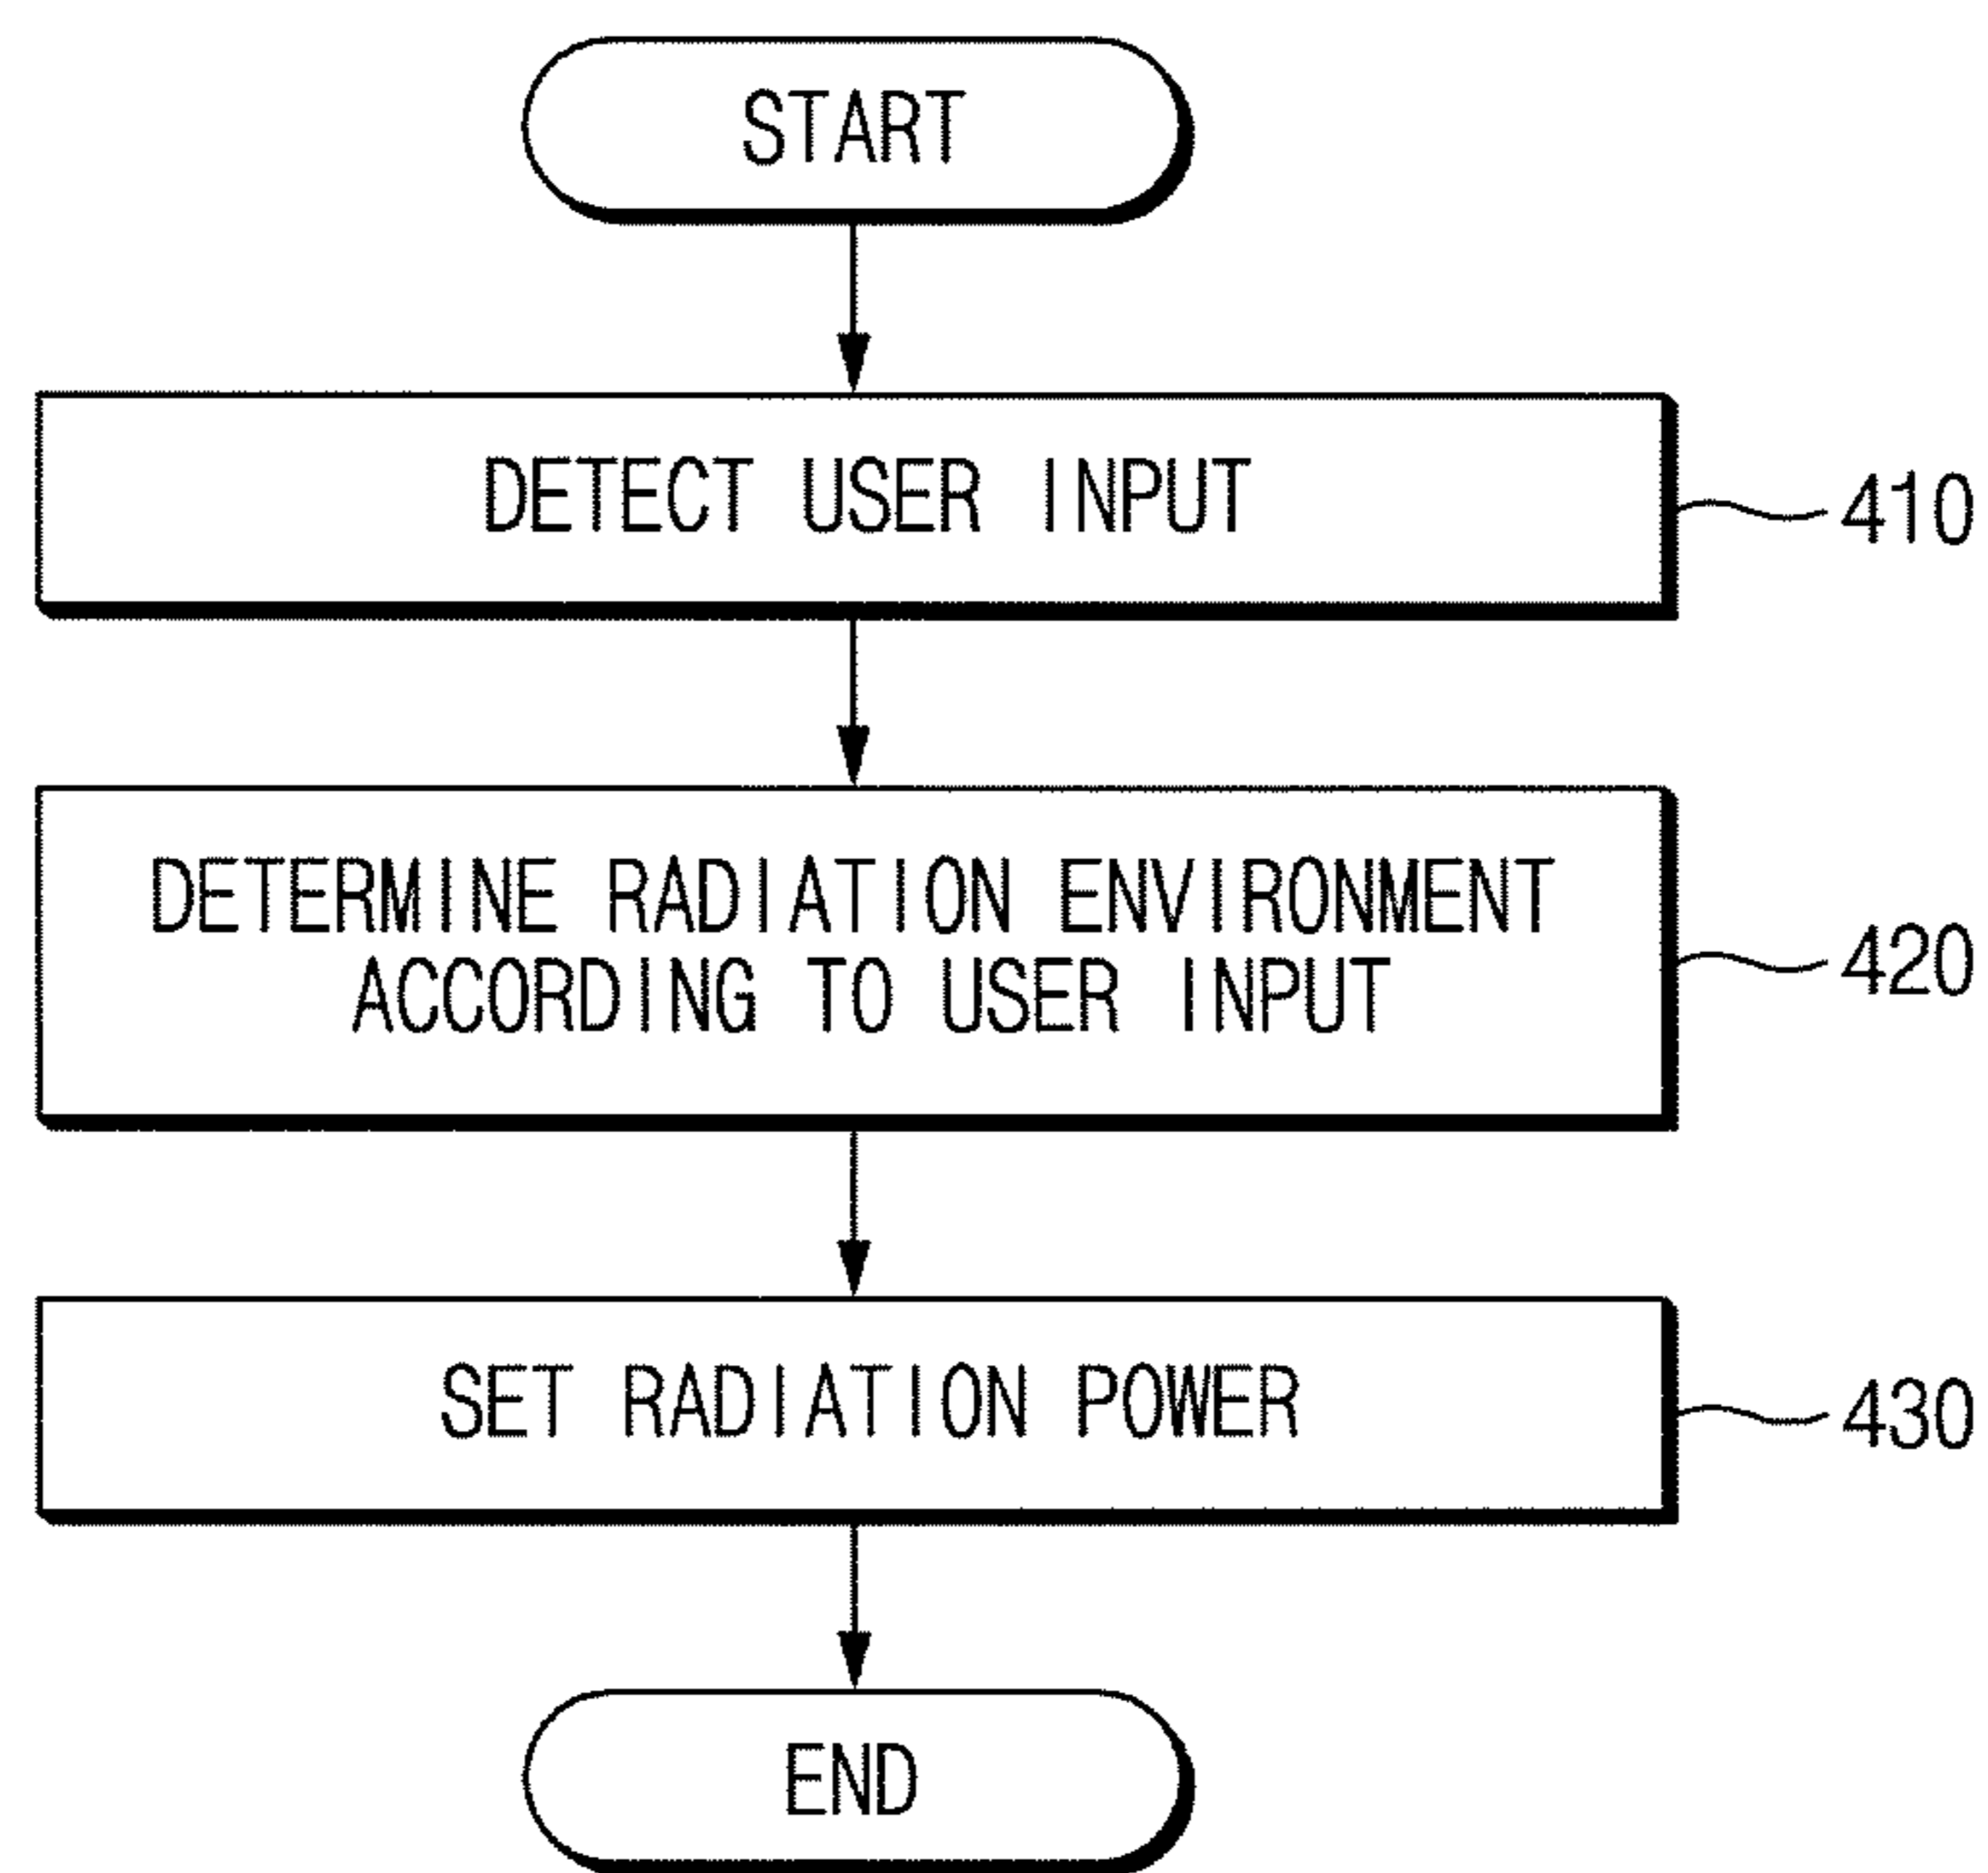 START
DETECT USER INPUT
410
DETERMINE RADIATION ENVIRONMENT
ACCORDING TO USER INPUT
420
SET RADIATION POWER
430
END